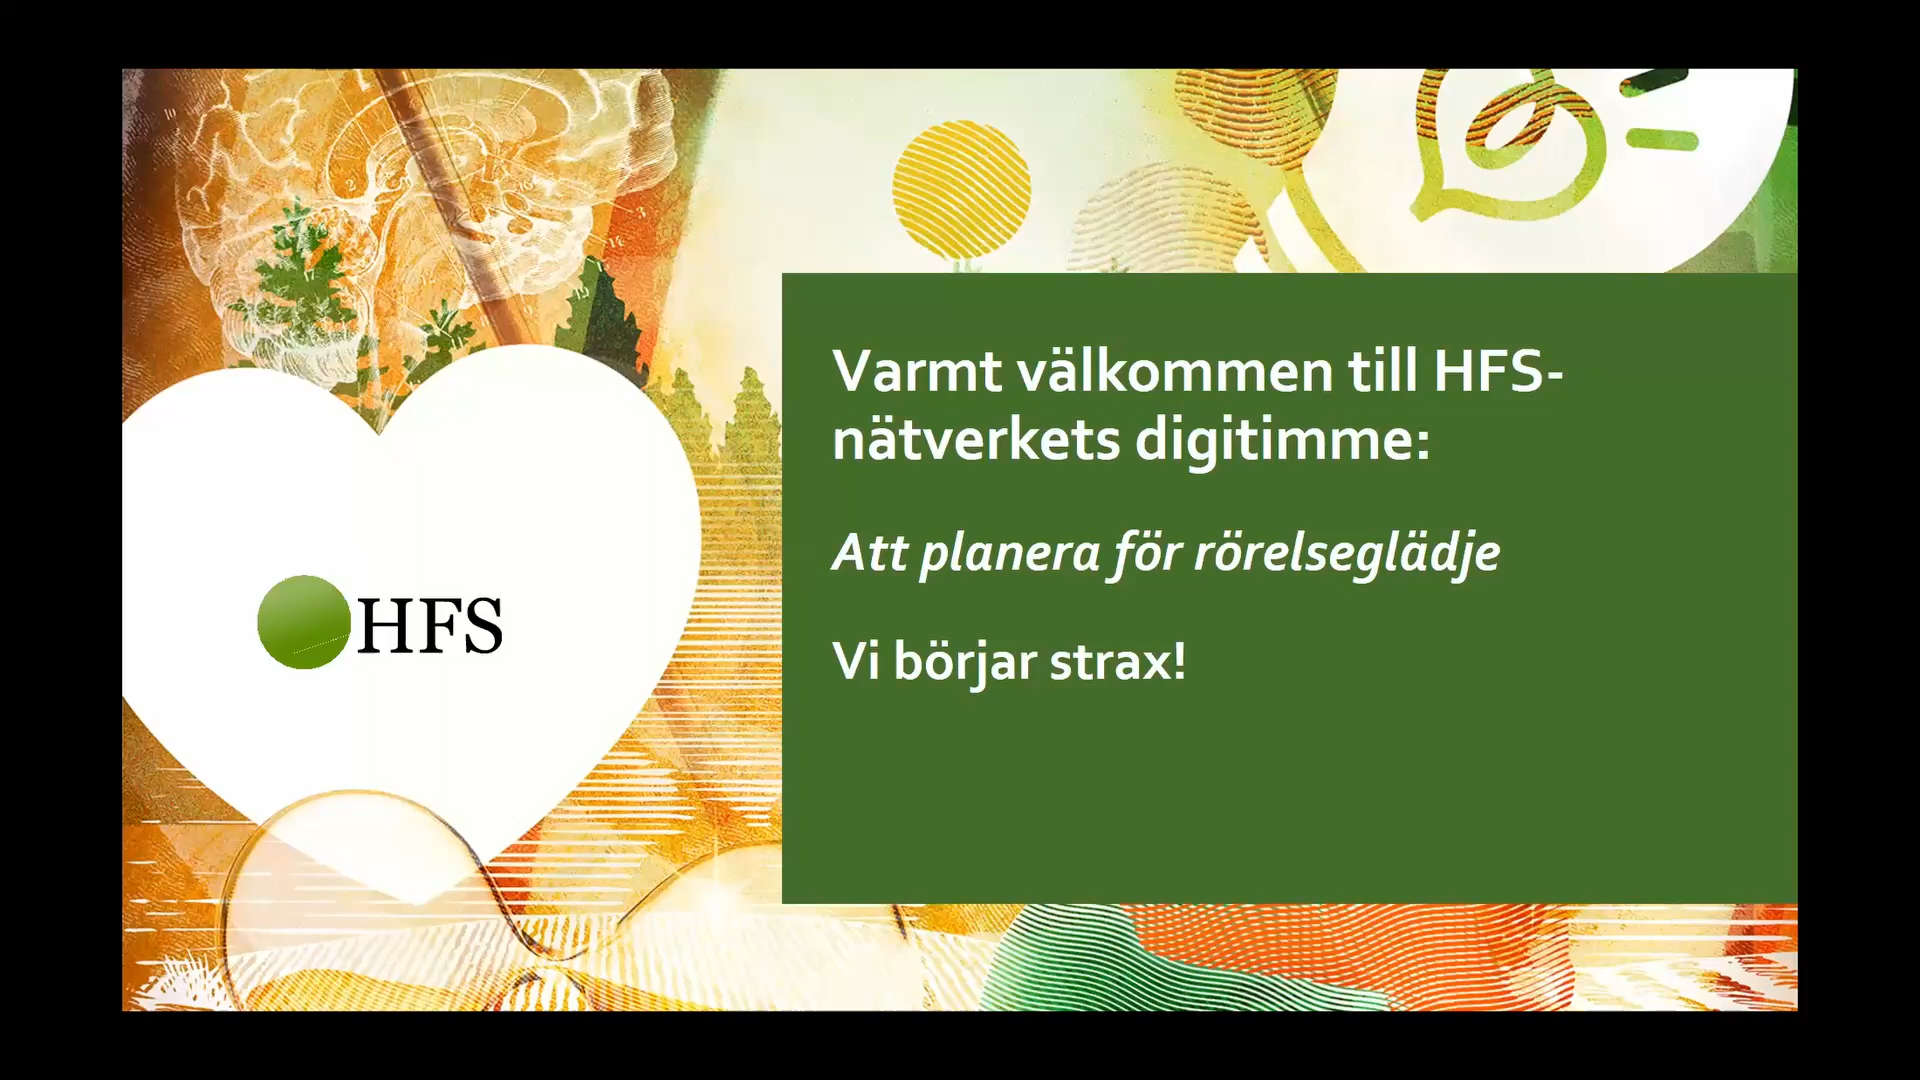 Varmt välkommen till HFS-
nätverkets digitimme:
Att planera för rörelseglädje
Vi börjar strax!
HFS